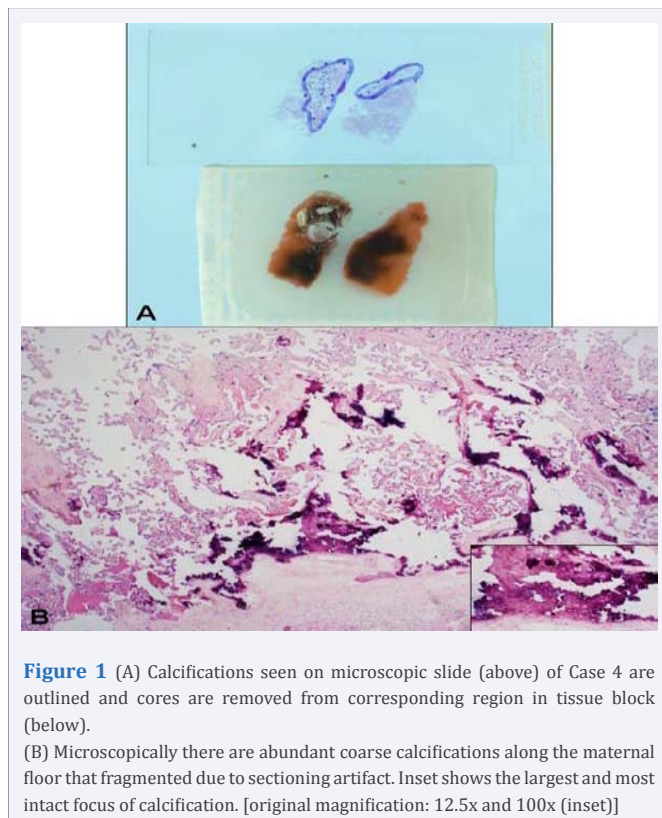 A
B
Figure 1 (A) Calcifications seen on microscopic slide (above) of Case 4 are
outlined and cores are removed from corresponding region in tissue block
(below).
(B) Microscopically there are abundant coarse calcifications along the maternal
floor that fragmented due to sectioning artifact. Inset shows the largest and most
intact focus of calcification. [original magnification: 12.5x and 100x (inset)]